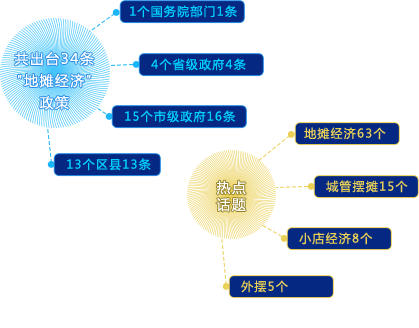 共出台34条
“地摊经济”
政策
1个国务院部门1条
4个省级政府4条
15个市级政府16条
13个区县13条
热点
话题
地摊经济63个
城管摆摊15个
小店经济8个
外摆5个